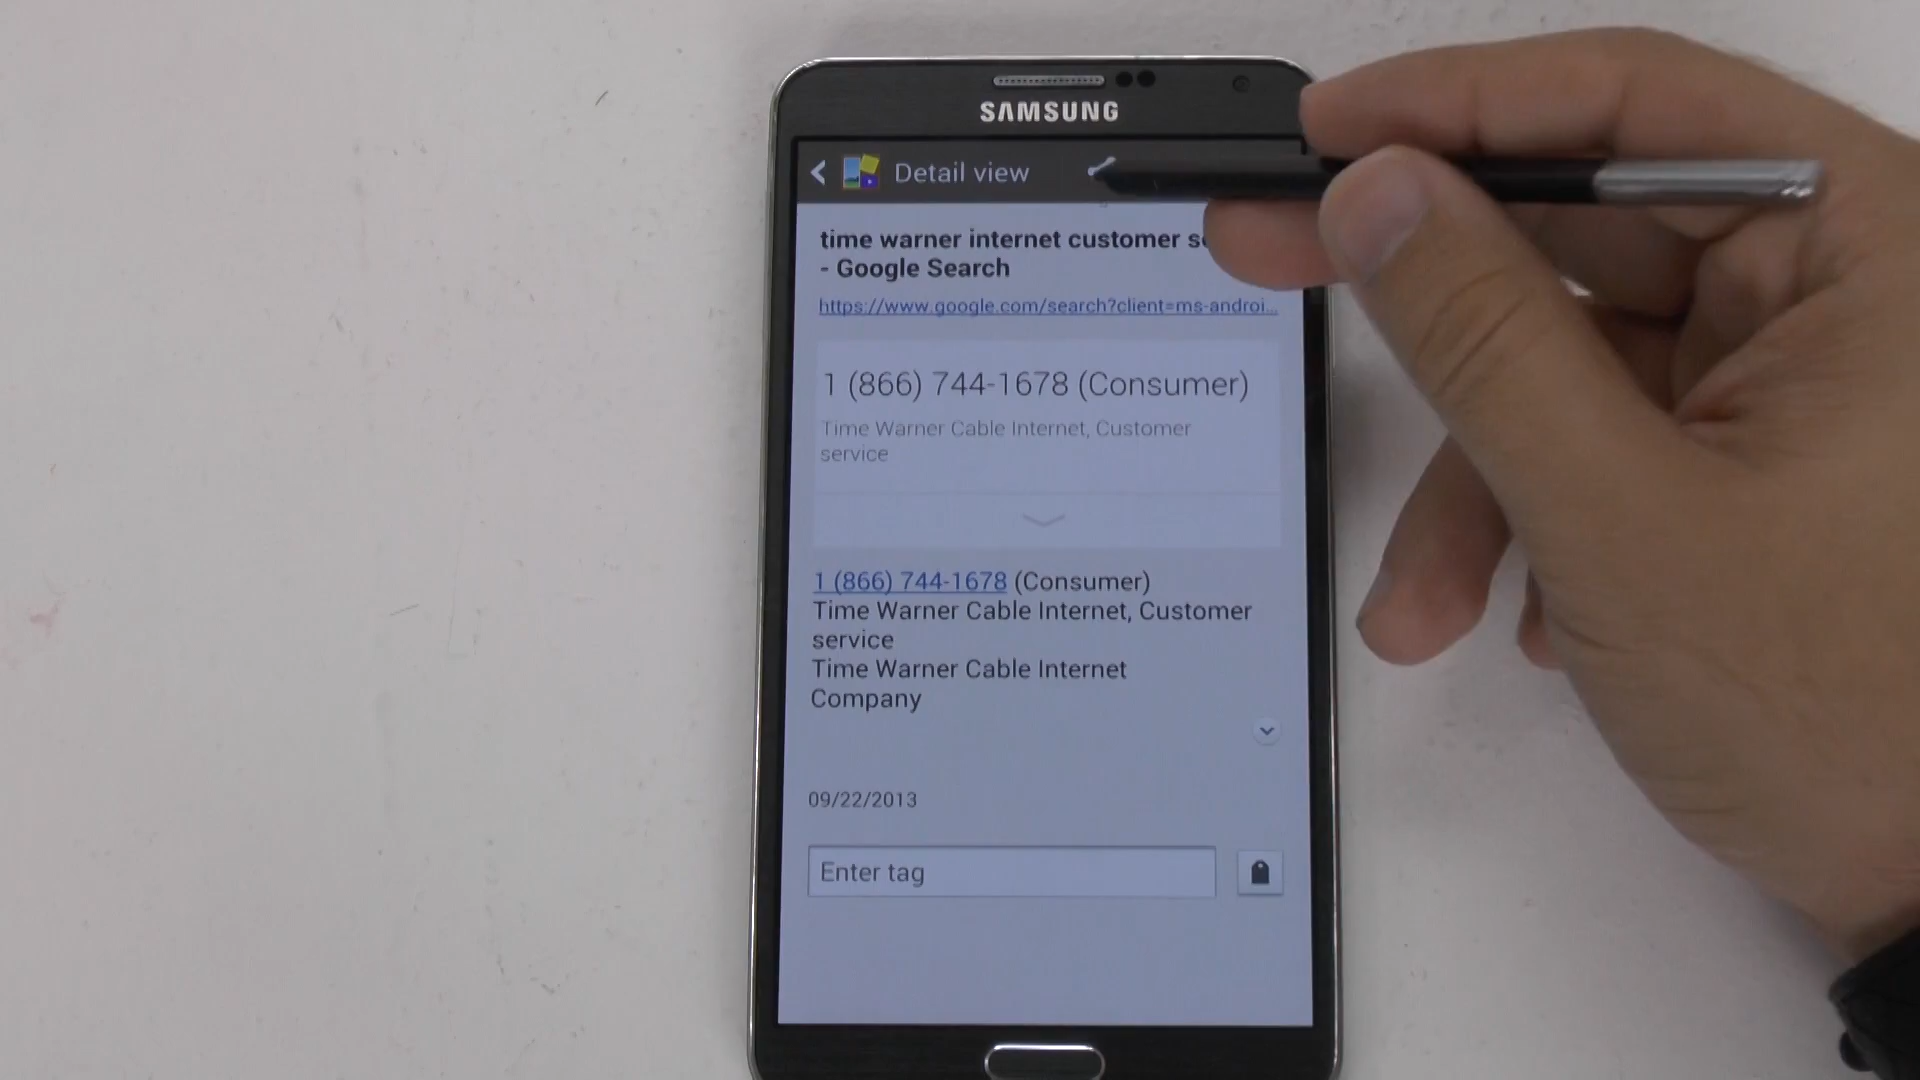 SAMSUNG
Detail view
time warner internet customer
- Google Search
https://www.google.com/search?client=ms-androi...
1 (866) 744-1678 (Consumer)
Time Warner Cable Internet, Customer
service
1 (866) 744-1678 (Consumer)
Time Warner Cable Internet, Customer
service
Time Warner Cable Internet
Company
09/22/2013
Enter tag